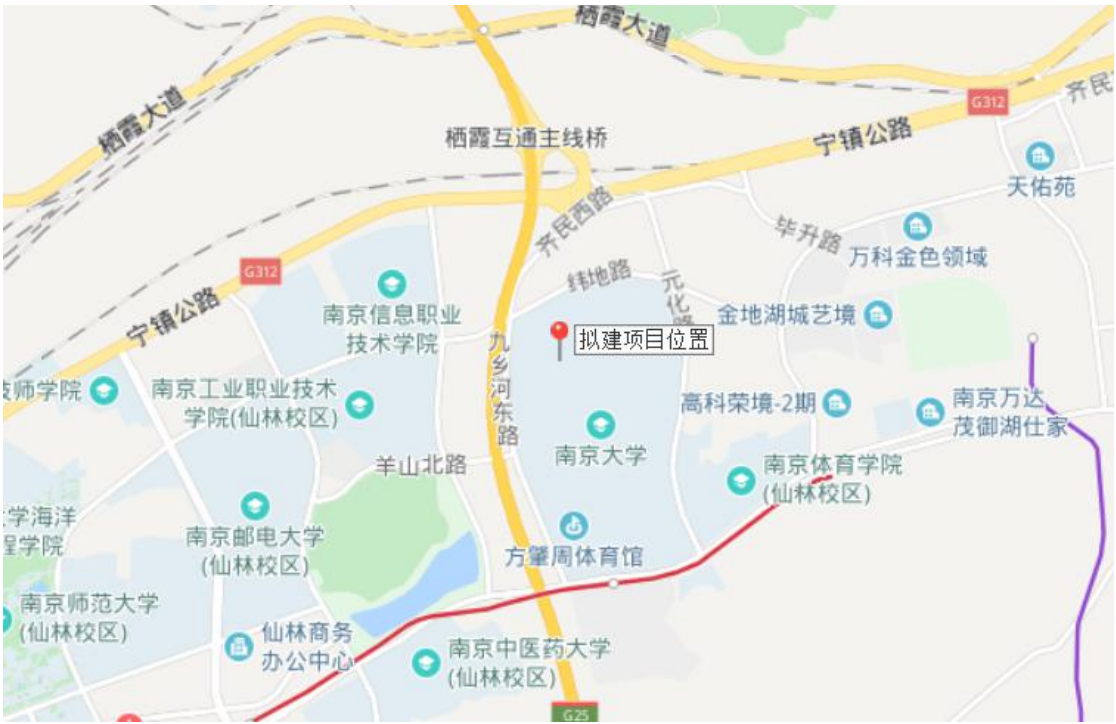 栖霞大道
栖霞大道
G312
齐民
栖霞互通主线桥
宁镇公路
天佑苑
齐民西路
毕升路
万科金色领域
G312
纬地路
元化路
南京信息职业
技术学院
宁镇公路
金地湖城艺境
拟建项目位置
九乡河东路
技师学院
南京工业职业技术
学院(仙林校区)
高科荣境-2期
南京万达
茂御湖仕家
南京大学
羊山北路
南京体育学院
(仙林校区)
学海洋
程学院
南京邮电大学
(仙林校区)
方肇周体育馆
南京师范大学
(仙林校区)
仙林商务
办公中心
南京中医药大学
(仙林校区)
G25